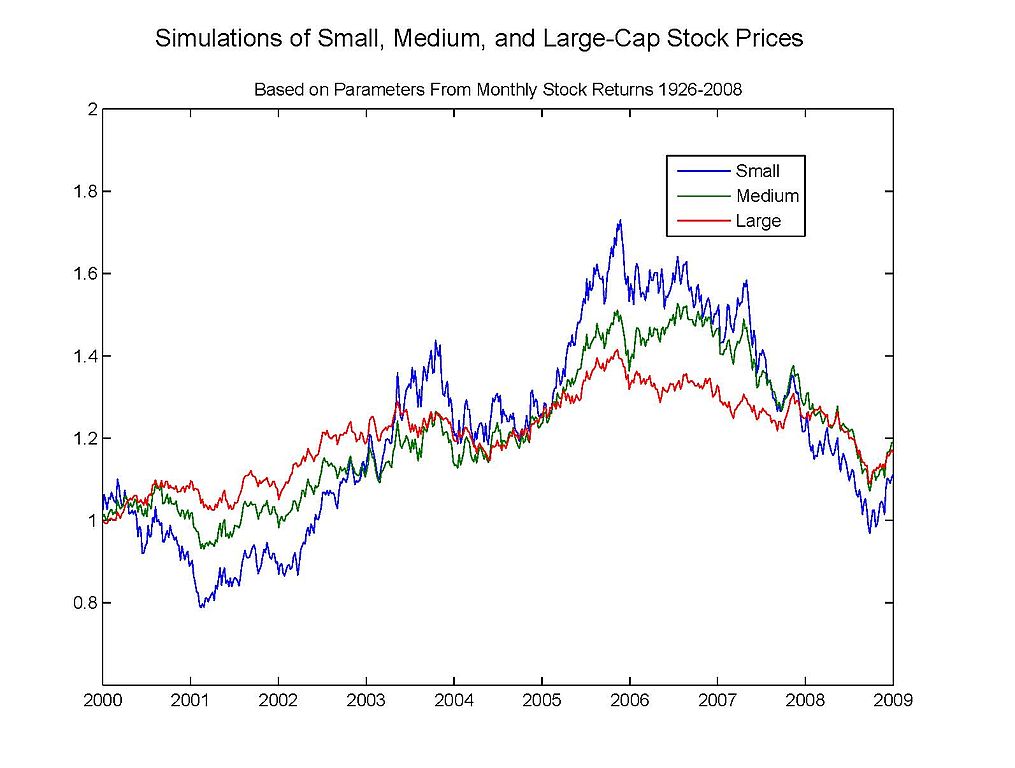 Simulations of Small, Medium, and Large-Cap Stock Prices
Based on Parameters From Monthly Stock Returns 1926-2008
2
1.8
1.6
1.4
1.2
1
0.8
Small
Medium
Large
2000 2001 2002 2003 2004 2005 2006 2007 2008 2009